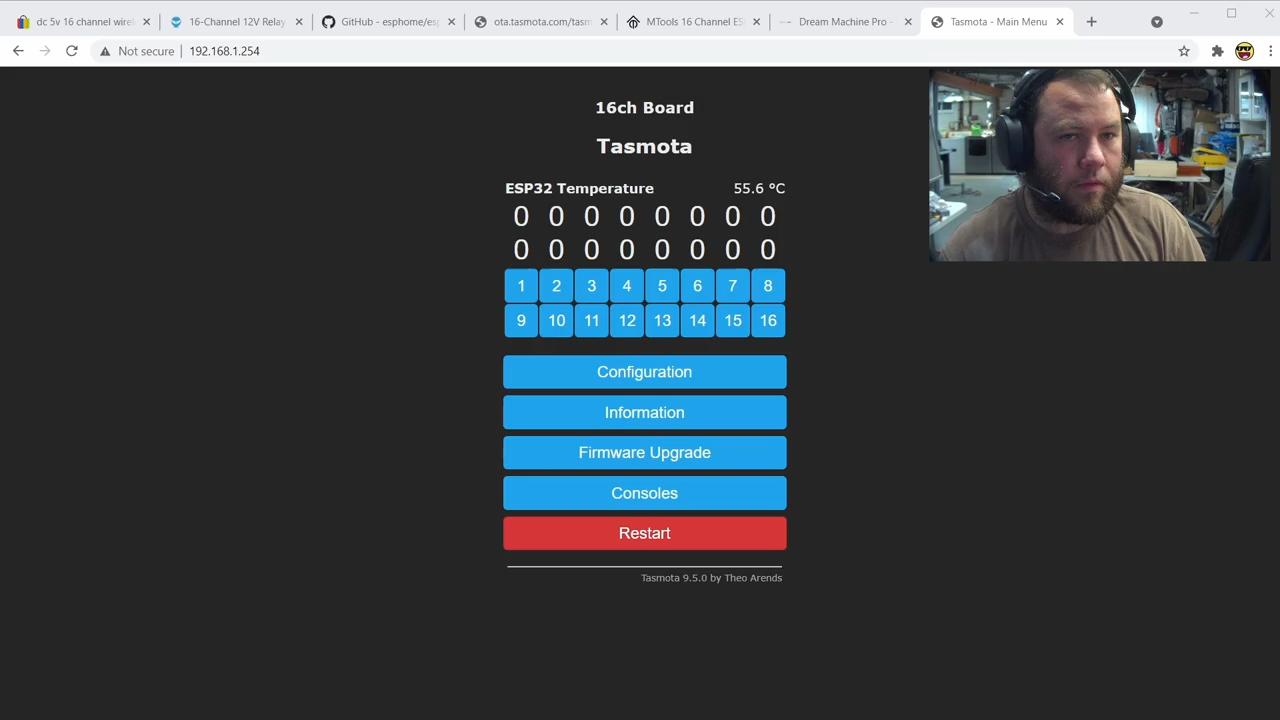 dc 5v 16 channel wirele
16-Channel 12V Relay
GitHub - esphome/esp
ota.tasmota.com/tasm
MTools 16 Channel ES
Dream Machine Pro -
Tasmota - Main Menu
Not secure
192.168.1.254
16ch Board
Tasmota
ESP32 Temperature 55.6 °C
0 0 0 0 0 0 0 0
0 0 0 0 0 0 0 0
1 2 3 4 5 6 7 8
9 10 11 12 13 14 15 16
Configuration
Information
Firmware Upgrade
Consoles
Restart
Tasmota 9.5.0 by Theo Arends